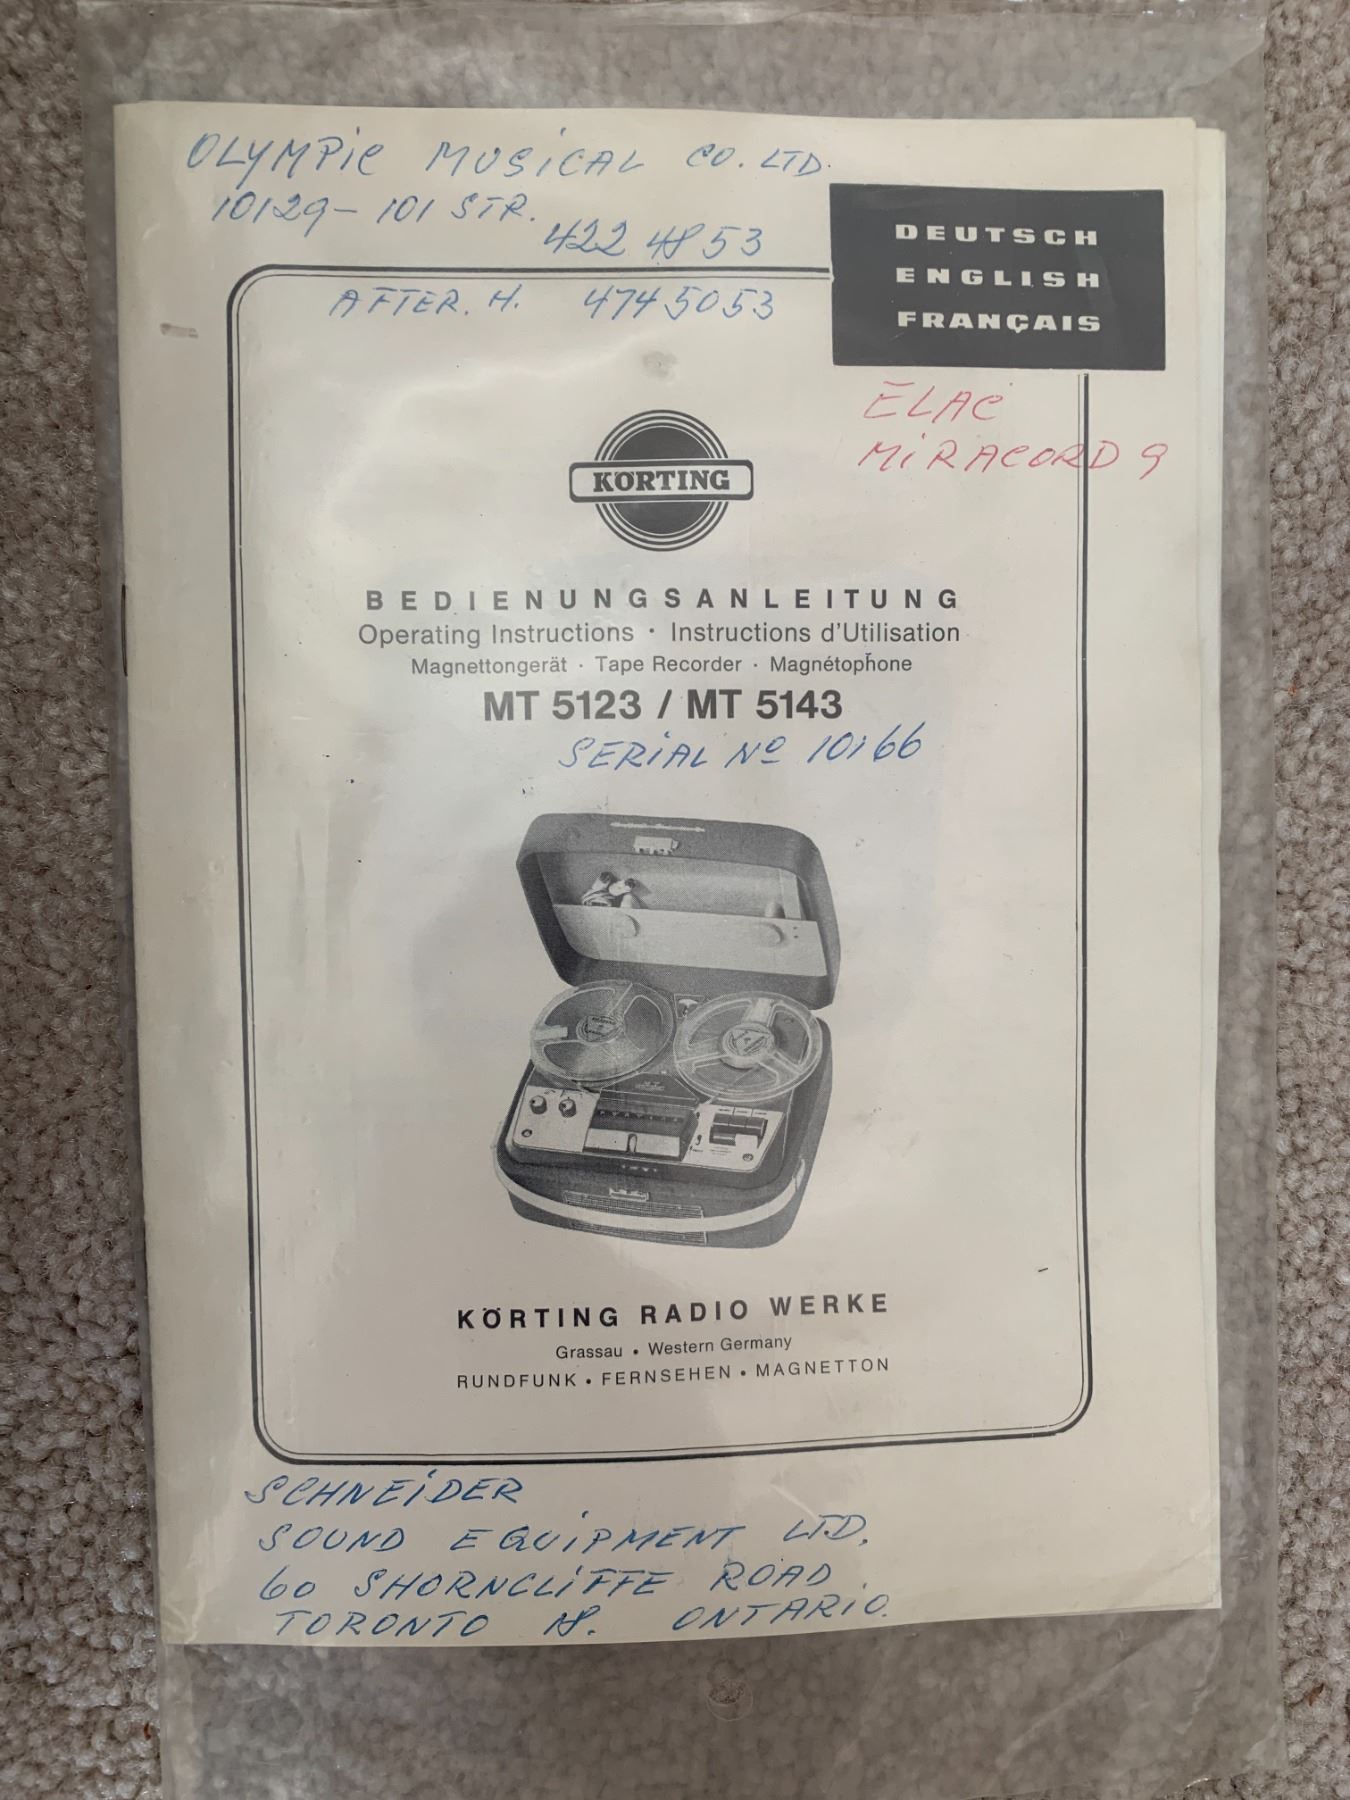 OLYMPiC MUSiCAL CO. LTD.
10129 - 101 STR.
422 4853
AFTER. H. 474 5053
DEUTSCH
ENGLISH
FRANÇAIS
ELAC
MiRACORD 9
KÖRTING
BEDIENUNGSANLEITUNG
Operating Instructions · Instructions d'Utilisation
Magnettongerät · Tape Recorder · Magnétophone
MT 5123 / MT 5143
SERiAL Nº 10166
KÖRTING RADIO WERKE
Grassau • Western Germany
RUNDFUNK • FERNSEHEN • MAGNETTON
SCHNEiDER
SOUND EQUiPMENT LTD.
60 SHORNCLiFFE ROAD
TORONTO 18. ONTARiO.